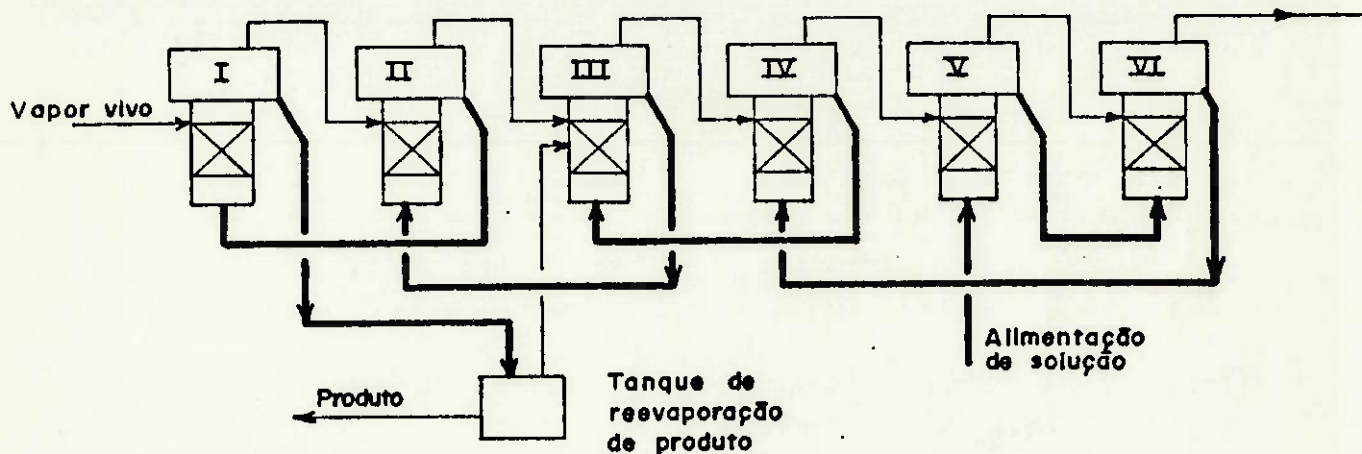 I
II
III
IV
V
VI
Vapor vivo
Alimentação
de solução
Produto
Tanque de
reevaporação
de produto